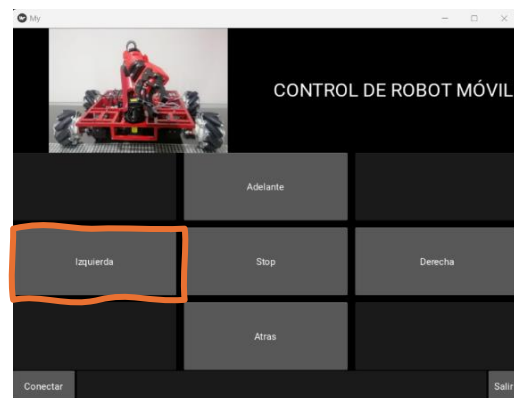 My
CONTROL DE ROBOT MÓVIL
Adelante
Izquierda
Stop
Derecha
Atras
Conectar
Salir